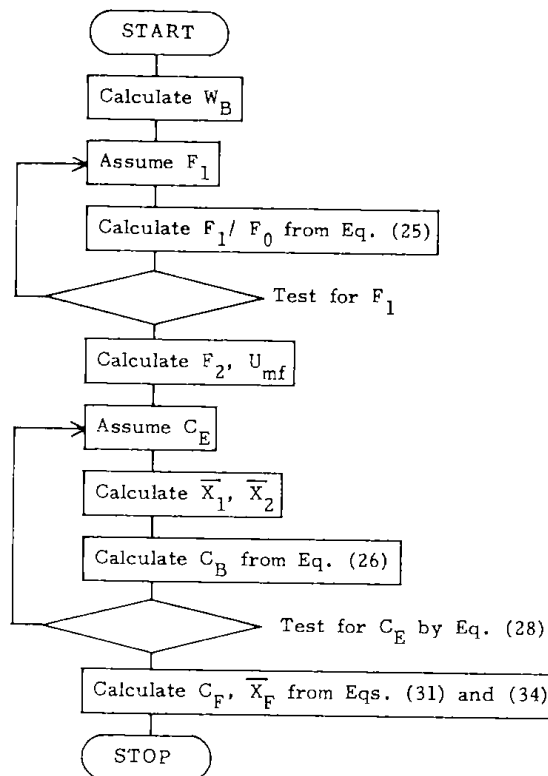 START
Calculate W_B
Assume F_1
Calculate F_1/ F_0 from Eq. (25)
Test for F_1
Calculate F_2, U_mf
Assume C_E
Calculate X̅_1, X̅_2
Calculate C_B from Eq. (26)
Test for C_E by Eq. (28)
Calculate C_F, X̅_F from Eqs. (31) and (34)
STOP